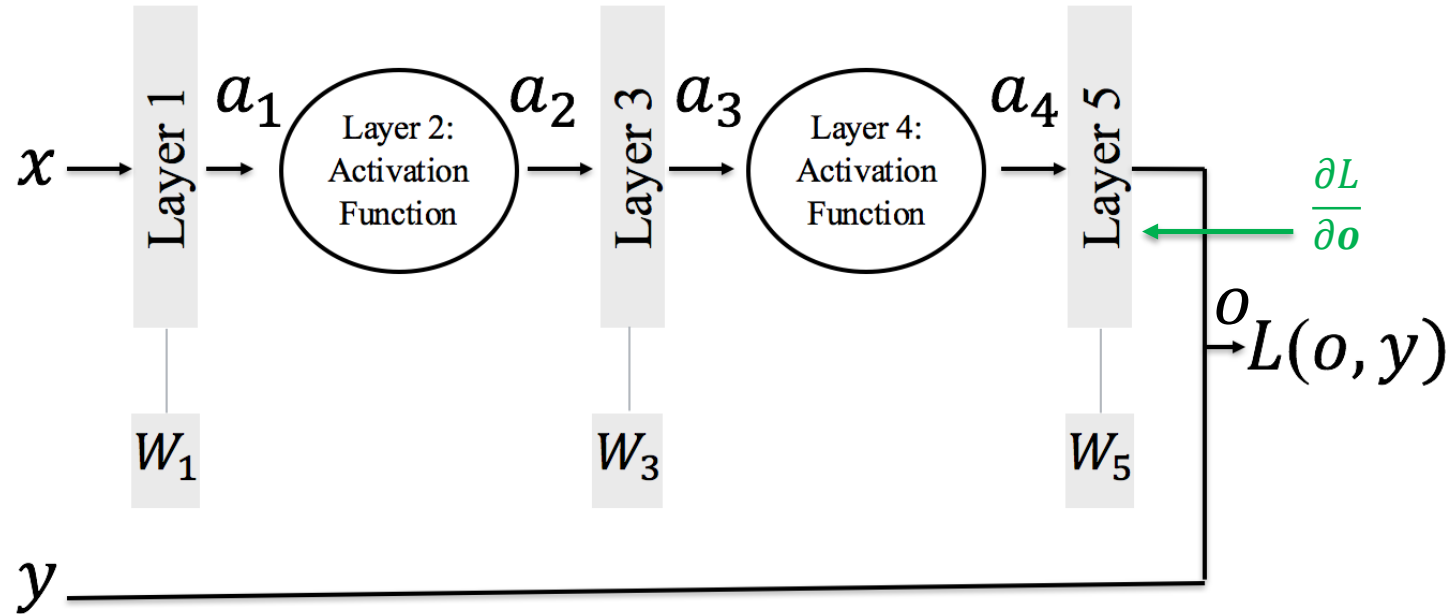 x
Layer 1
a₁
Layer 2:
Activation
Function
a₂
Layer 3
a₃
Layer 4:
Activation
Function
a₄
Layer 5
∂L
∂o
o
L(o, y)
W₁
W₃
W₅
y